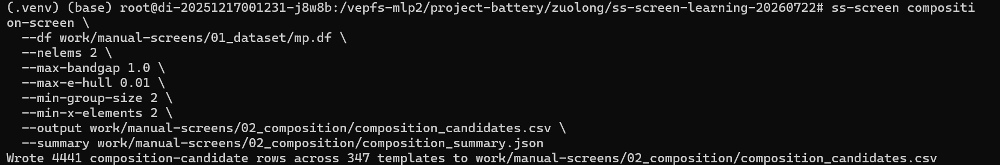 (.venv) (base) root@di-20251217001231-j8w8b:/vepfs-mlp2/project-battery/zuolong/ss-screen-learning-20260722# ss-screen compositi
on-screen \
  --df work/manual-screens/01_dataset/mp.df \
  --nelems 2 \
  --max-bandgap 1.0 \
  --max-e-hull 0.01 \
  --min-group-size 2 \
  --min-x-elements 2 \
  --output work/manual-screens/02_composition/composition_candidates.csv \
  --summary work/manual-screens/02_composition/composition_summary.json
Wrote 4441 composition-candidate rows across 347 templates to work/manual-screens/02_composition/composition_candidates.csv